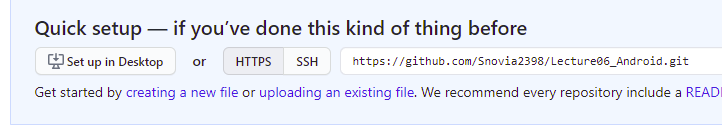 Quick setup — if you’ve done this kind of thing before
Set up in Desktop or HTTPS SSH https://github.com/Snovia2398/Lecture06_Android.git
Get started by creating a new file or uploading an existing file. We recommend every repository include a